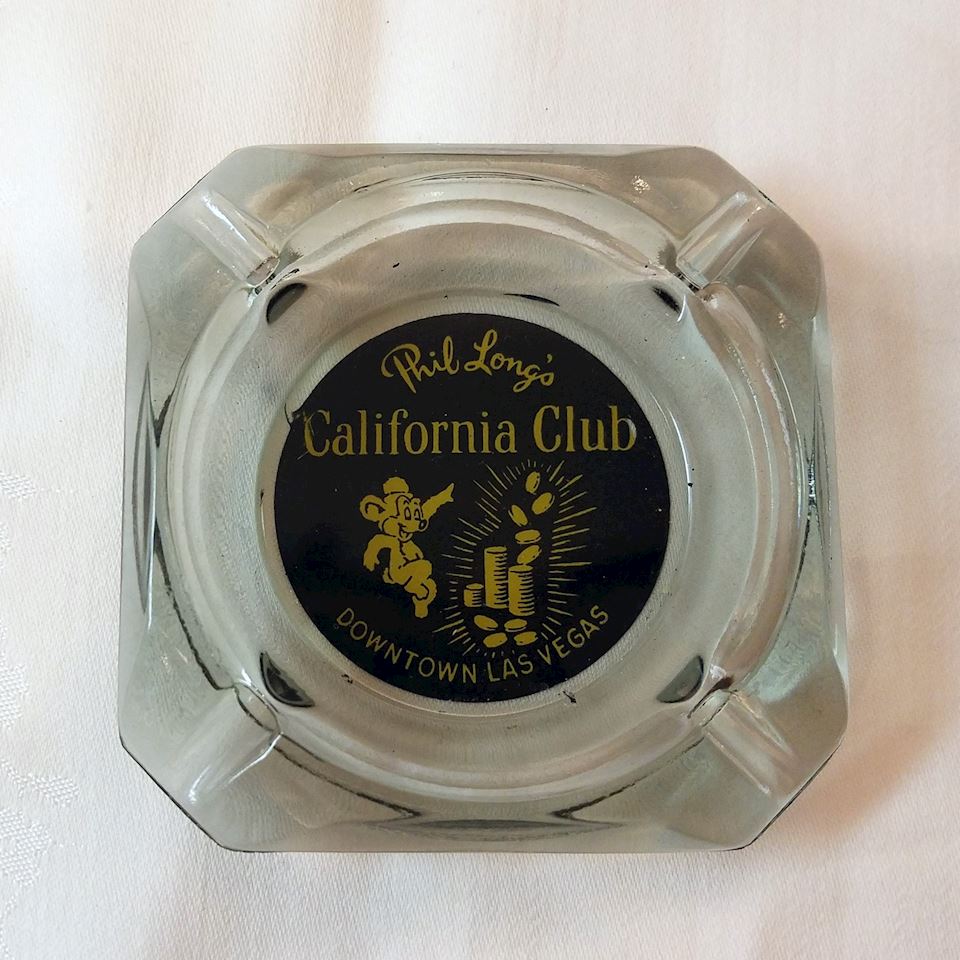 Phil Long's
California Club
DOWNTOWN LAS VEGAS